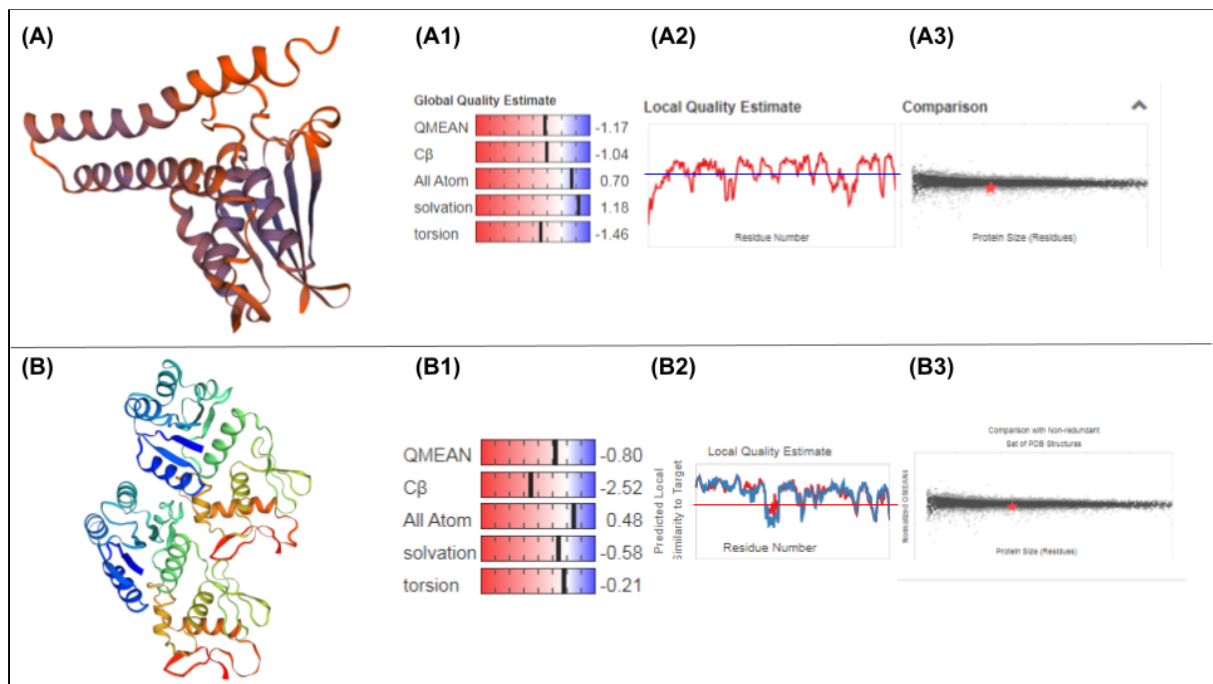 (A)
(A1)
(A2)
(A3)
Global Quality Estimate
QMEAN -1.17
Cβ -1.04
All Atom 0.70
solvation 1.18
torsion -1.46
Local Quality Estimate
Residue Number
Comparison
Protein Size (Residues)
(B)
(B1)
(B2)
(B3)
QMEAN -0.80
Cβ -2.52
All Atom 0.48
solvation -0.58
torsion -0.21
Local Quality Estimate
Predicted Local
Similarity to Target
Residue Number
Comparison with Non-redundant
Set of PDB Structures
Normalized QMEAN4
Protein Size (Residues)